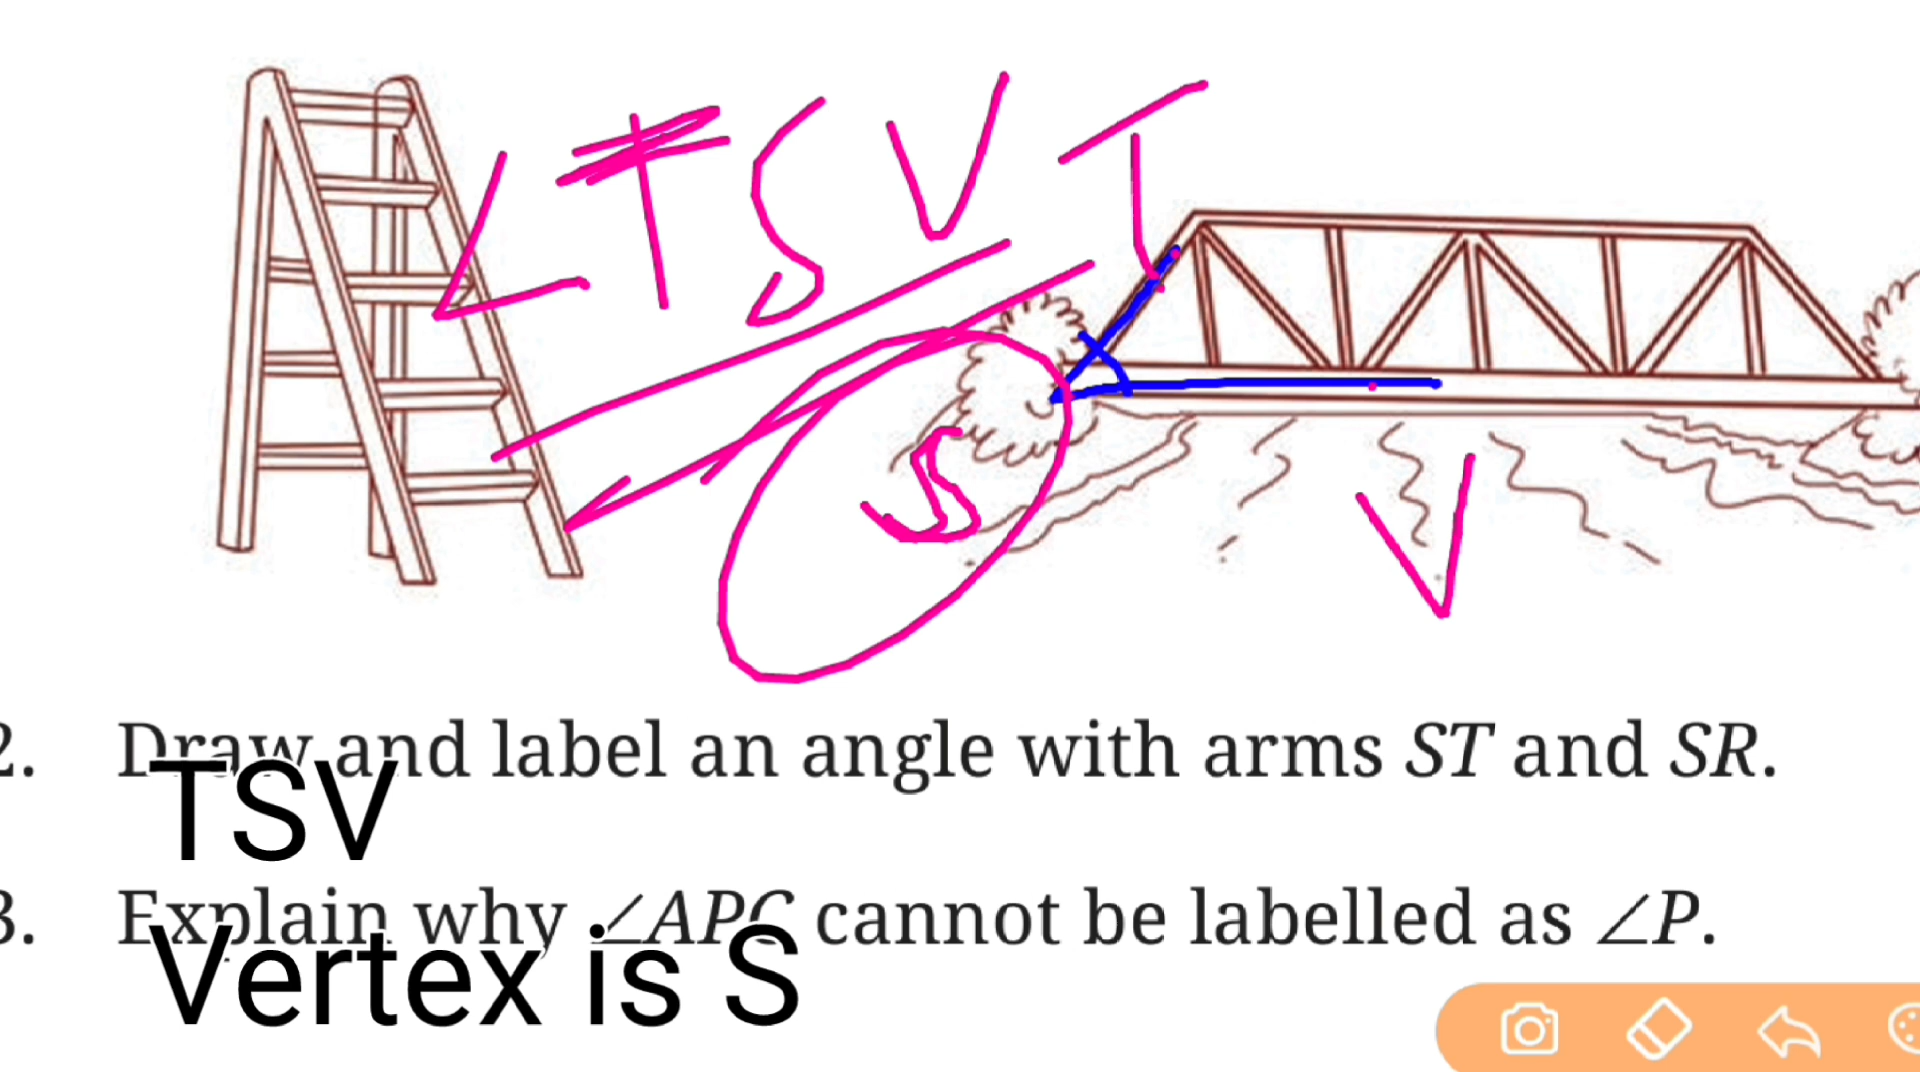 ∠TSV T
S
V
2. Draw and label an angle with arms ST and SR.
TSV
3. Explain why ∠APC cannot be labelled as ∠P.
Vertex is S